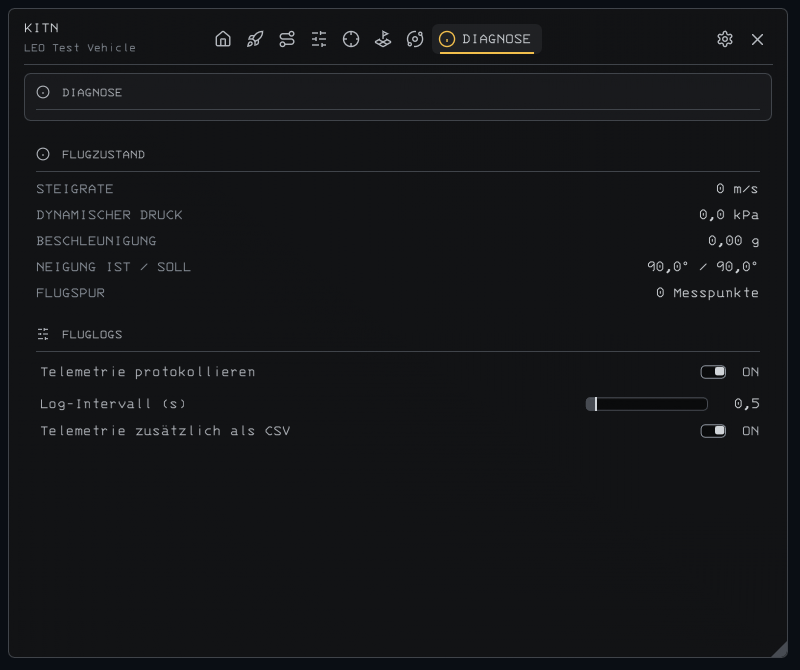 KITN
LEO Test Vehicle
DIAGNOSE
DIAGNOSE
FLUGZUSTAND
STEIGRATE 0 m/s
DYNAMISCHER DRUCK 0,0 kPa
BESCHLEUNIGUNG 0,00 g
NEIGUNG IST / SOLL 90,0° / 90,0°
FLUGSPUR 0 Messpunkte
FLUGLOGS
Telemetrie protokollieren ON
Log-Intervall (s) 0,5
Telemetrie zusätzlich als CSV ON